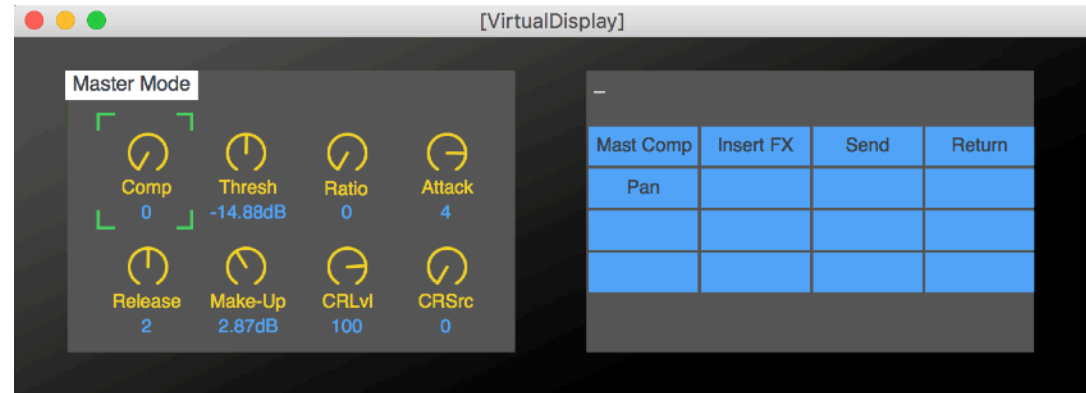 [VirtualDisplay]
Master Mode
Comp Thresh Ratio Attack
0 -14.88dB 0 4
Release Make-Up CRLvl CRSrc
2 2.87dB 100 0
–
Mast Comp Insert FX Send Return
Pan